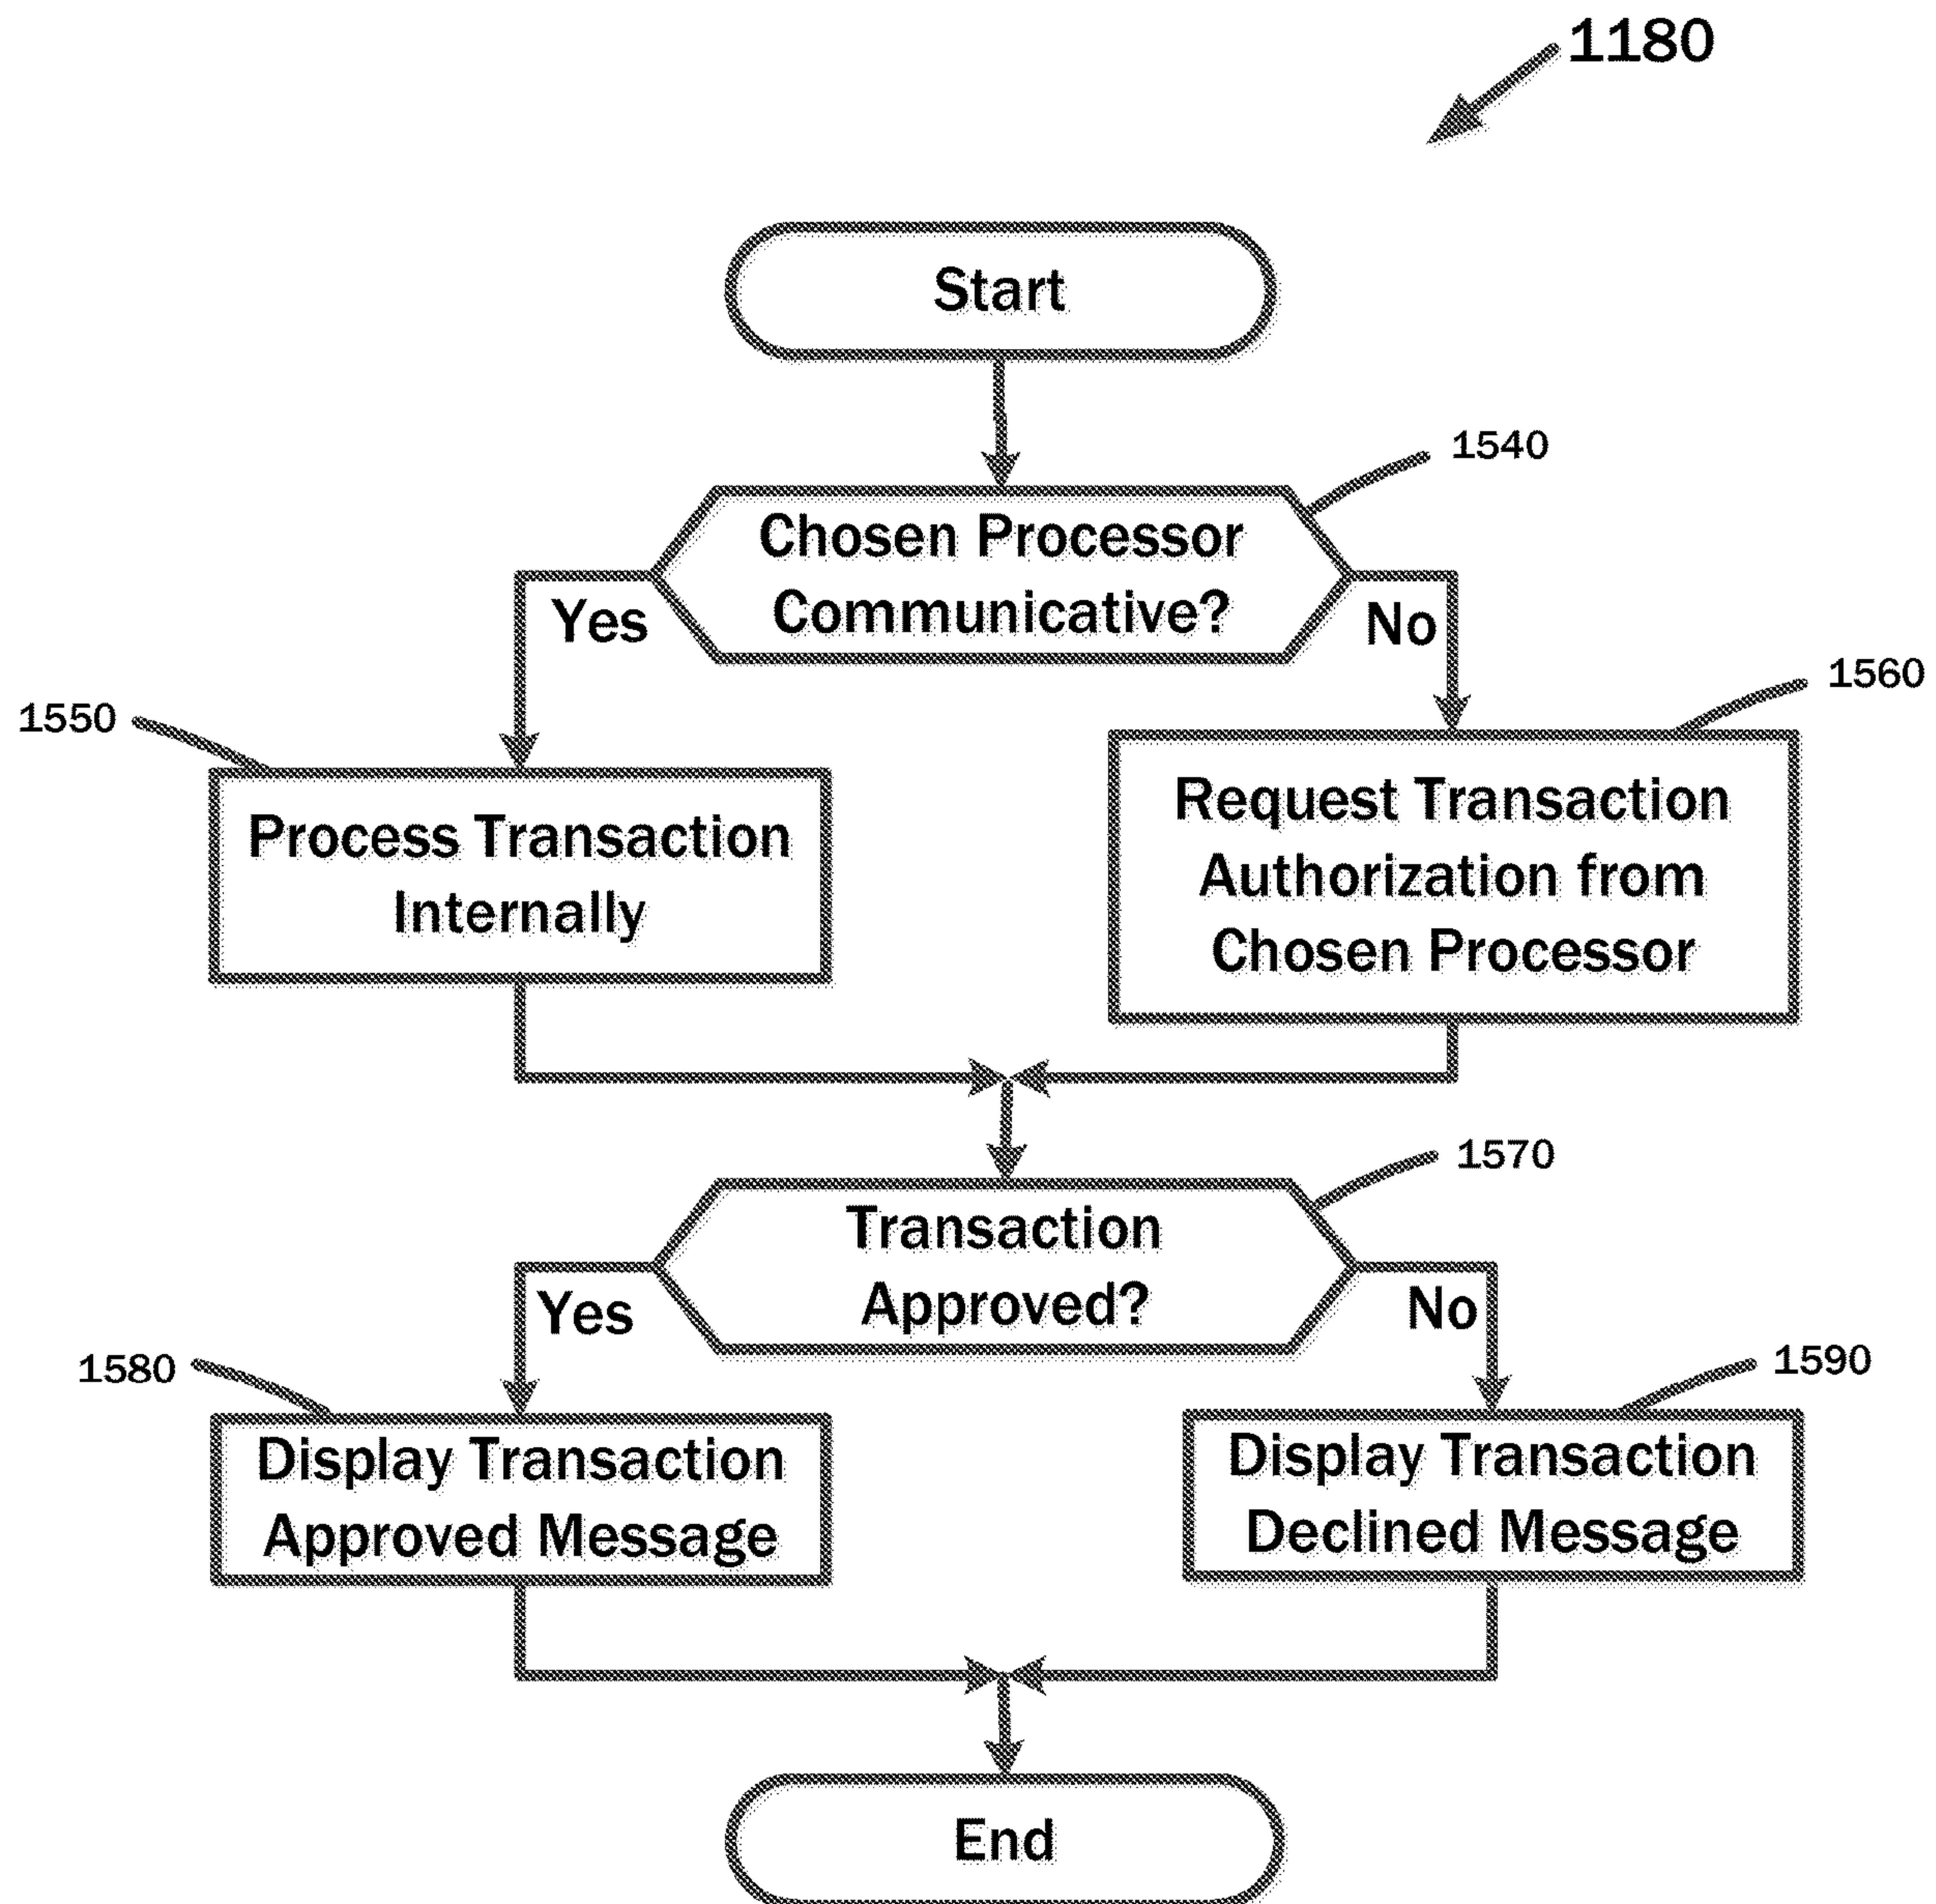 1180
Start
1540
Chosen Processor
Communicative?
Yes
No
1550
1560
Process Transaction
Internally
Request Transaction
Authorization from
Chosen Processor
1570
Transaction
Approved?
Yes
No
1580
1590
Display Transaction
Approved Message
Display Transaction
Declined Message
End